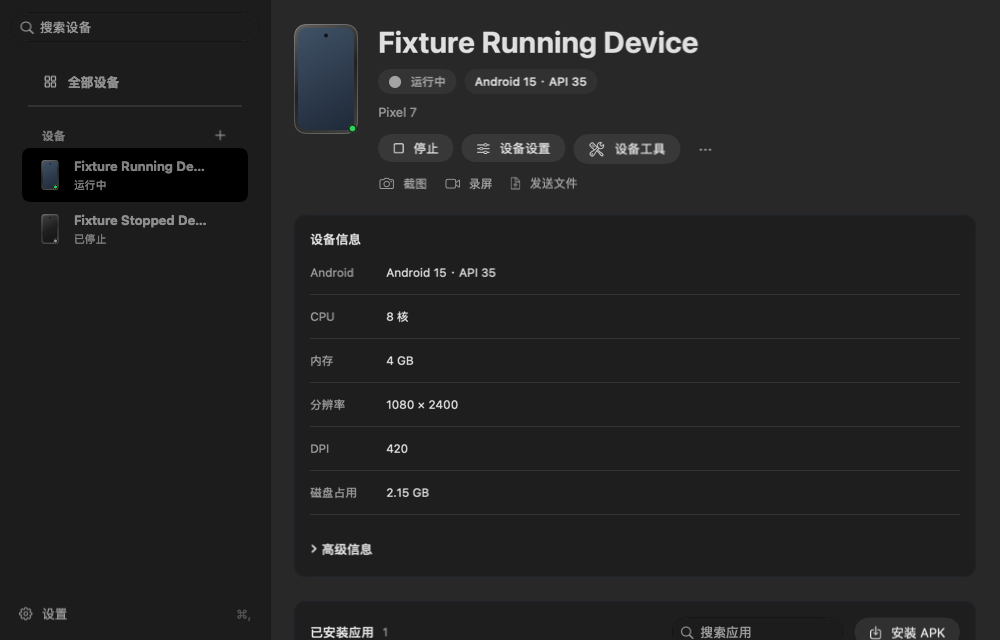 搜索设备
全部设备
设备
Fixture Running De...
运行中
Fixture Stopped De...
已停止
设置 ⌘,
Fixture Running Device
运行中 Android 15 · API 35
Pixel 7
停止 设备设置 设备工具 ...
截图 录屏 发送文件
设备信息
Android Android 15 · API 35
CPU 8 核
内存 4 GB
分辨率 1080 × 2400
DPI 420
磁盘占用 2.15 GB
高级信息
已安装应用 1 搜索应用 安装 APK